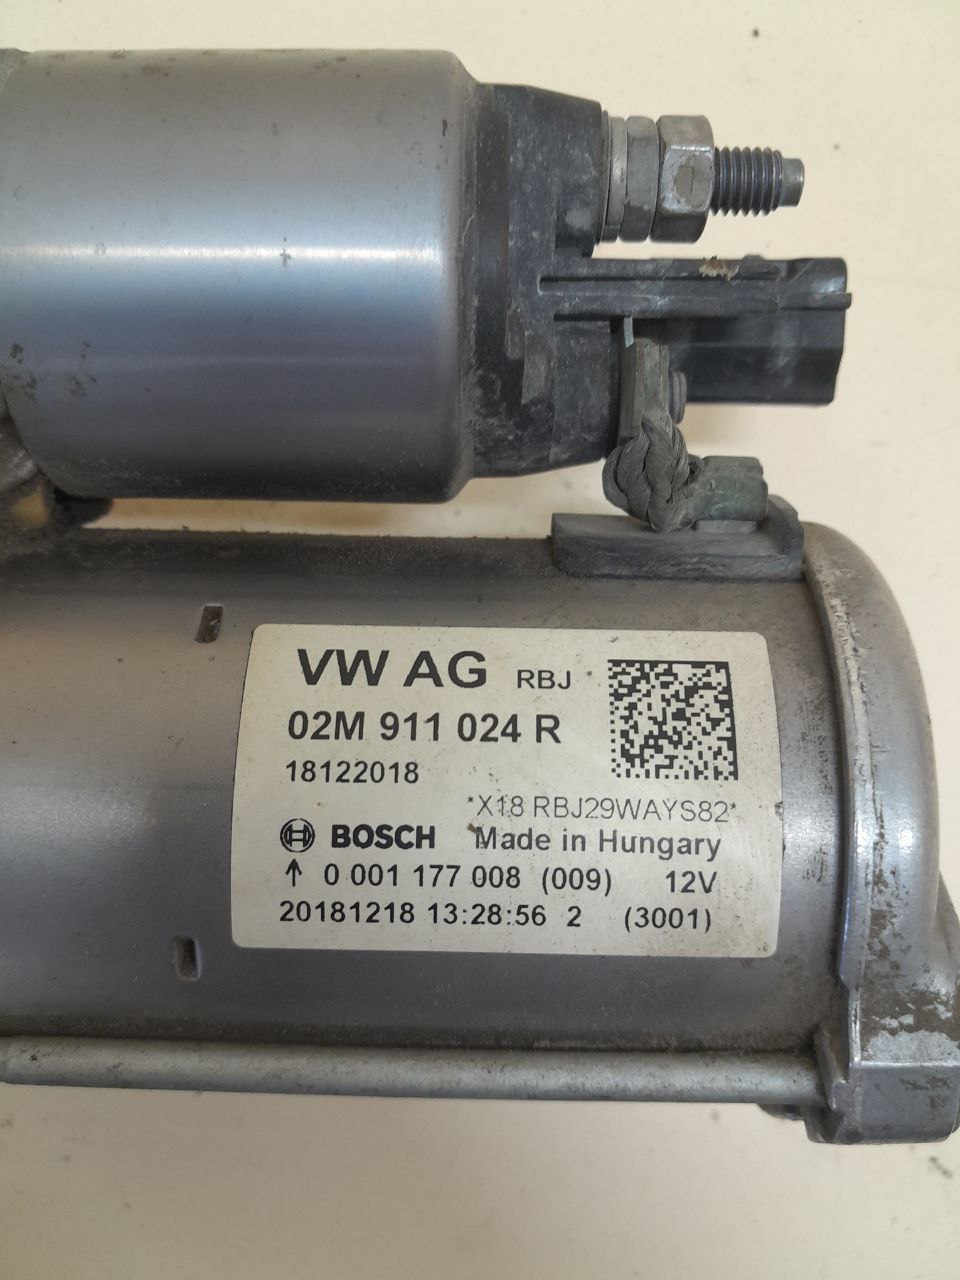 VW AG RBJ
02M 911 024 R
18122018
*X18 RBJ29WAYS82*
BOSCH Made in Hungary
↑ 0 001 177 008 (009) 12V
20181218 13:28:56 2 (3001)